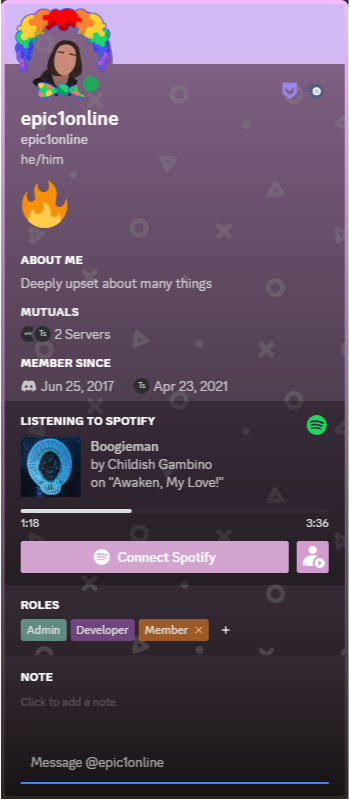 epic1online
epic1online
he/him
ABOUT ME
Deeply upset about many things
MUTUALS
Ts 2 Servers
MEMBER SINCE
Jun 25, 2017 Ts Apr 23, 2021
LISTENING TO SPOTIFY
Boogieman
by Childish Gambino
on "Awaken, My Love!"
1:18 3:36
Connect Spotify
ROLES
Admin Developer Member × +
NOTE
Click to add a note
Message @epic1online